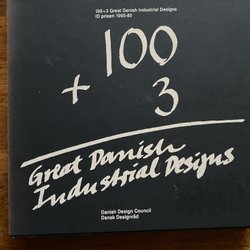 100+3 Great Danish Industrial Designs
ID prisen 1965-85
100
+ 3
Great Danish
Industrial Designs
Danish Design Council
Dansk Designråd